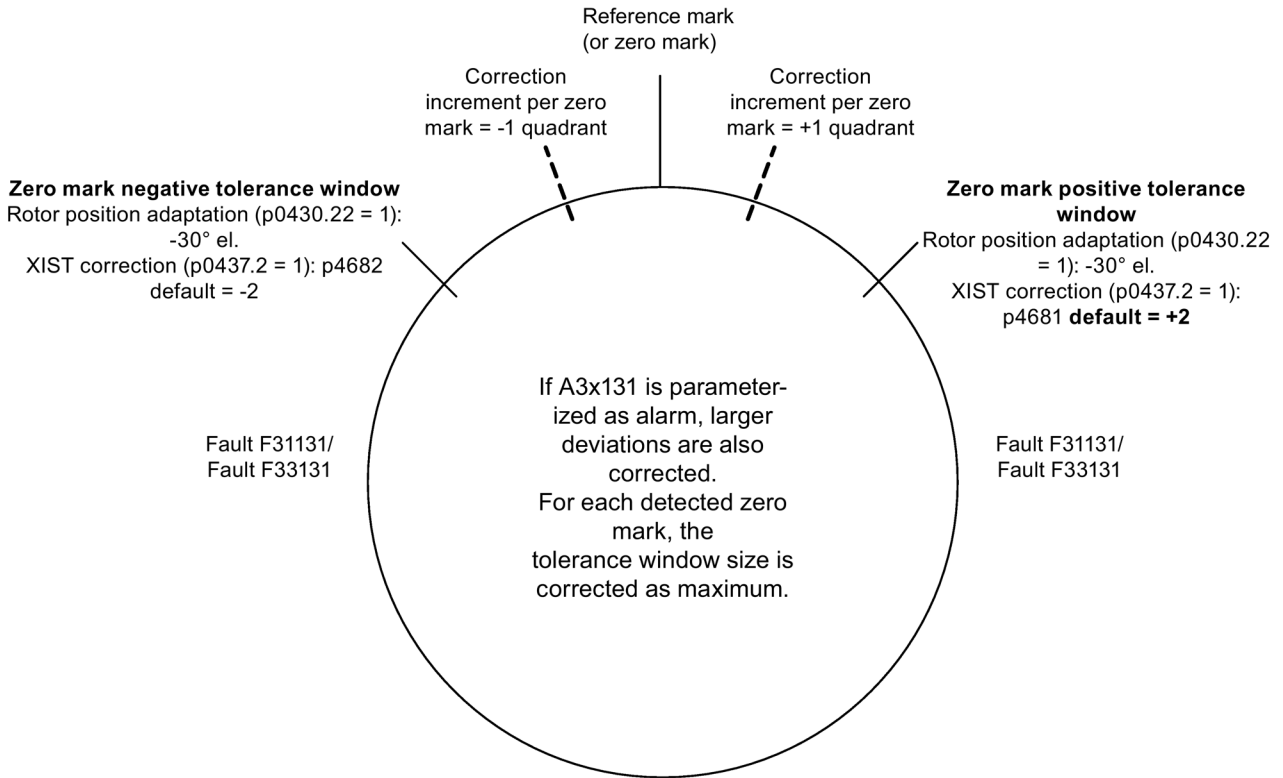 Reference mark
(or zero mark)
Correction
increment per zero
mark = -1 quadrant
Correction
increment per zero
mark = +1 quadrant
Zero mark negative tolerance window
Rotor position adaptation (p0430.22 = 1):
-30° el.
XIST correction (p0437.2 = 1): p4682
default = -2
Zero mark positive tolerance
window
Rotor position adaptation (p0430.22
= 1): -30° el.
XIST correction (p0437.2 = 1):
p4681 default = +2
Fault F31131/
Fault F33131
If A3x131 is parameter-
ized as alarm, larger
deviations are also
corrected.
For each detected zero
mark, the
tolerance window size is
corrected as maximum.
Fault F31131/
Fault F33131